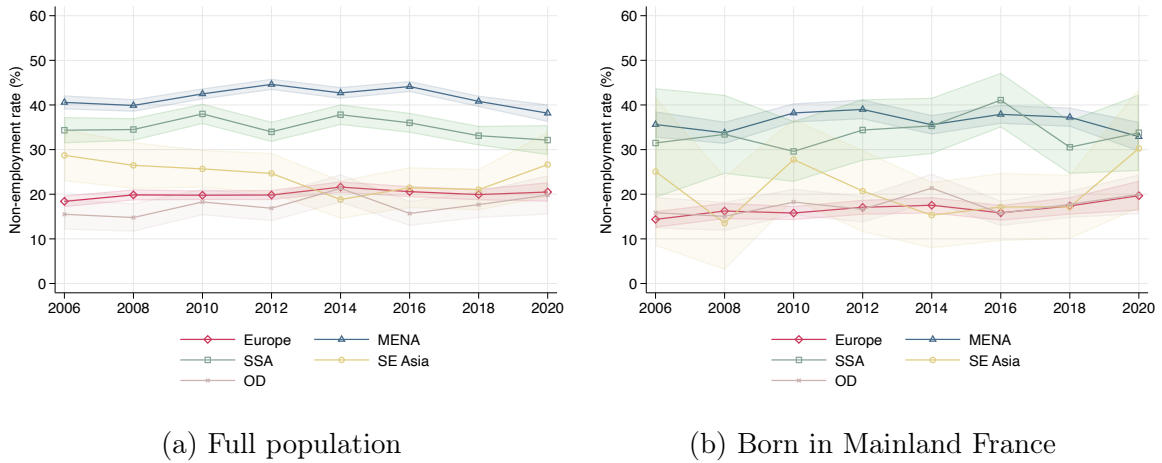 60
50
40
30
20
10
0
Non-employment rate (%)
2006 2008 2010 2012 2014 2016 2018 2020
Europe MENA
SSA SE Asia
OD
(a) Full population
60
50
40
30
20
10
0
Non-employment rate (%)
2006 2008 2010 2012 2014 2016 2018 2020
Europe MENA
SSA SE Asia
OD
(b) Born in Mainland France